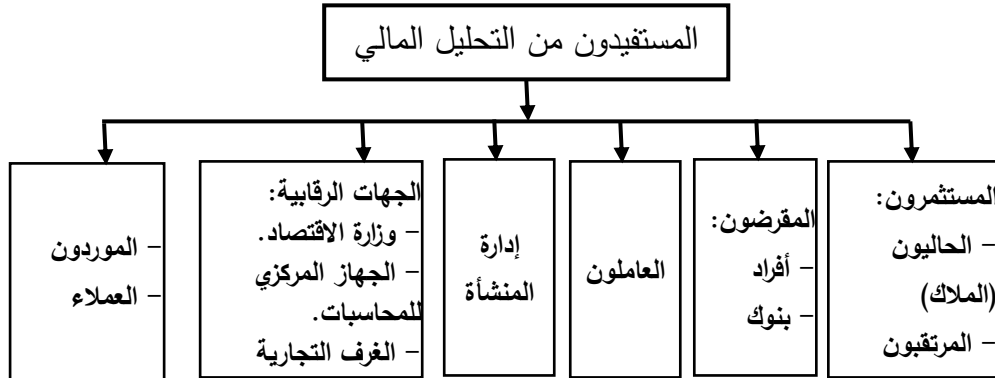 المستفيدون من التحليل المالي
المستثمرون:
- الحاليون
(الملاك)
- المرتقبون
المقرضون:
- أفراد
- بنوك
العاملون
إدارة
المنشأة
الجهات الرقابية:
- وزارة الاقتصاد.
- الجهاز المركزي
للمحاسبات.
- الغرف التجارية
- الموردون
- العملاء